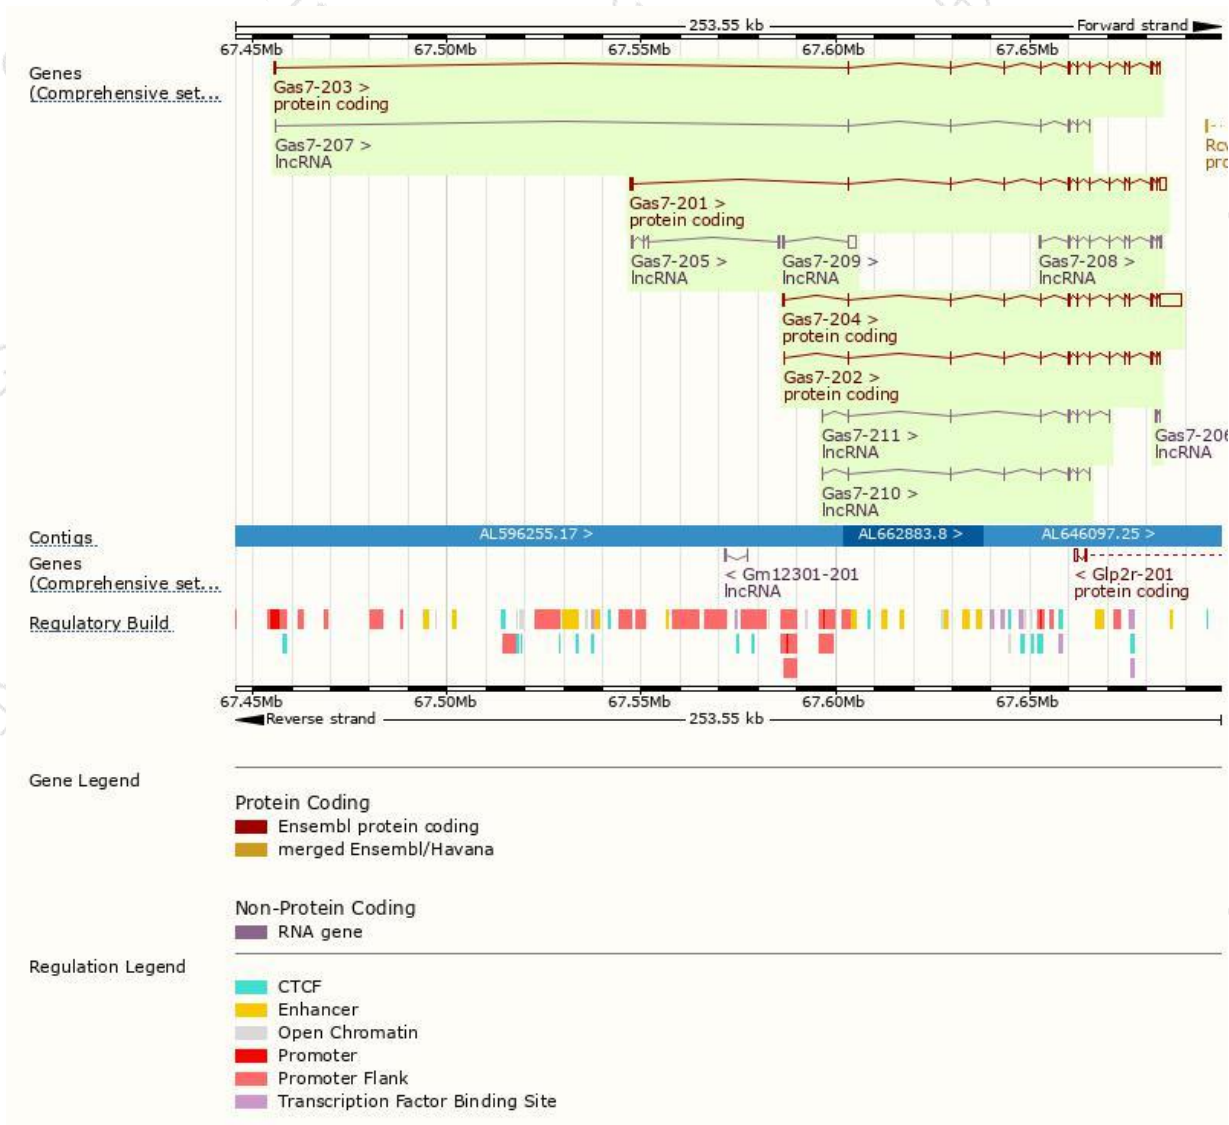 253.55 kb Forward strand
67.45Mb 67.50Mb 67.55Mb 67.60Mb 67.65Mb
Genes
(Comprehensive set...
Gas7-203 >
protein coding
Gas7-207 >
lncRNA
Rcv
pro
Gas7-201 >
protein coding
Gas7-205 > Gas7-209 > Gas7-208 >
lncRNA lncRNA lncRNA
Gas7-204 >
protein coding
Gas7-202 >
protein coding
Gas7-211 > Gas7-206
lncRNA lncRNA
Gas7-210 >
lncRNA
Contigs AL596255.17 > AL662883.8 > AL646097.25 >
Genes
(Comprehensive set...
< Gm12301-201 < Glp2r-201
lncRNA protein coding
Regulatory Build
67.45Mb 67.50Mb 67.55Mb 67.60Mb 67.65Mb
Reverse strand 253.55 kb
Gene Legend
Protein Coding
Ensembl protein coding
merged Ensembl/Havana
Non-Protein Coding
RNA gene
Regulation Legend
CTCF
Enhancer
Open Chromatin
Promoter
Promoter Flank
Transcription Factor Binding Site